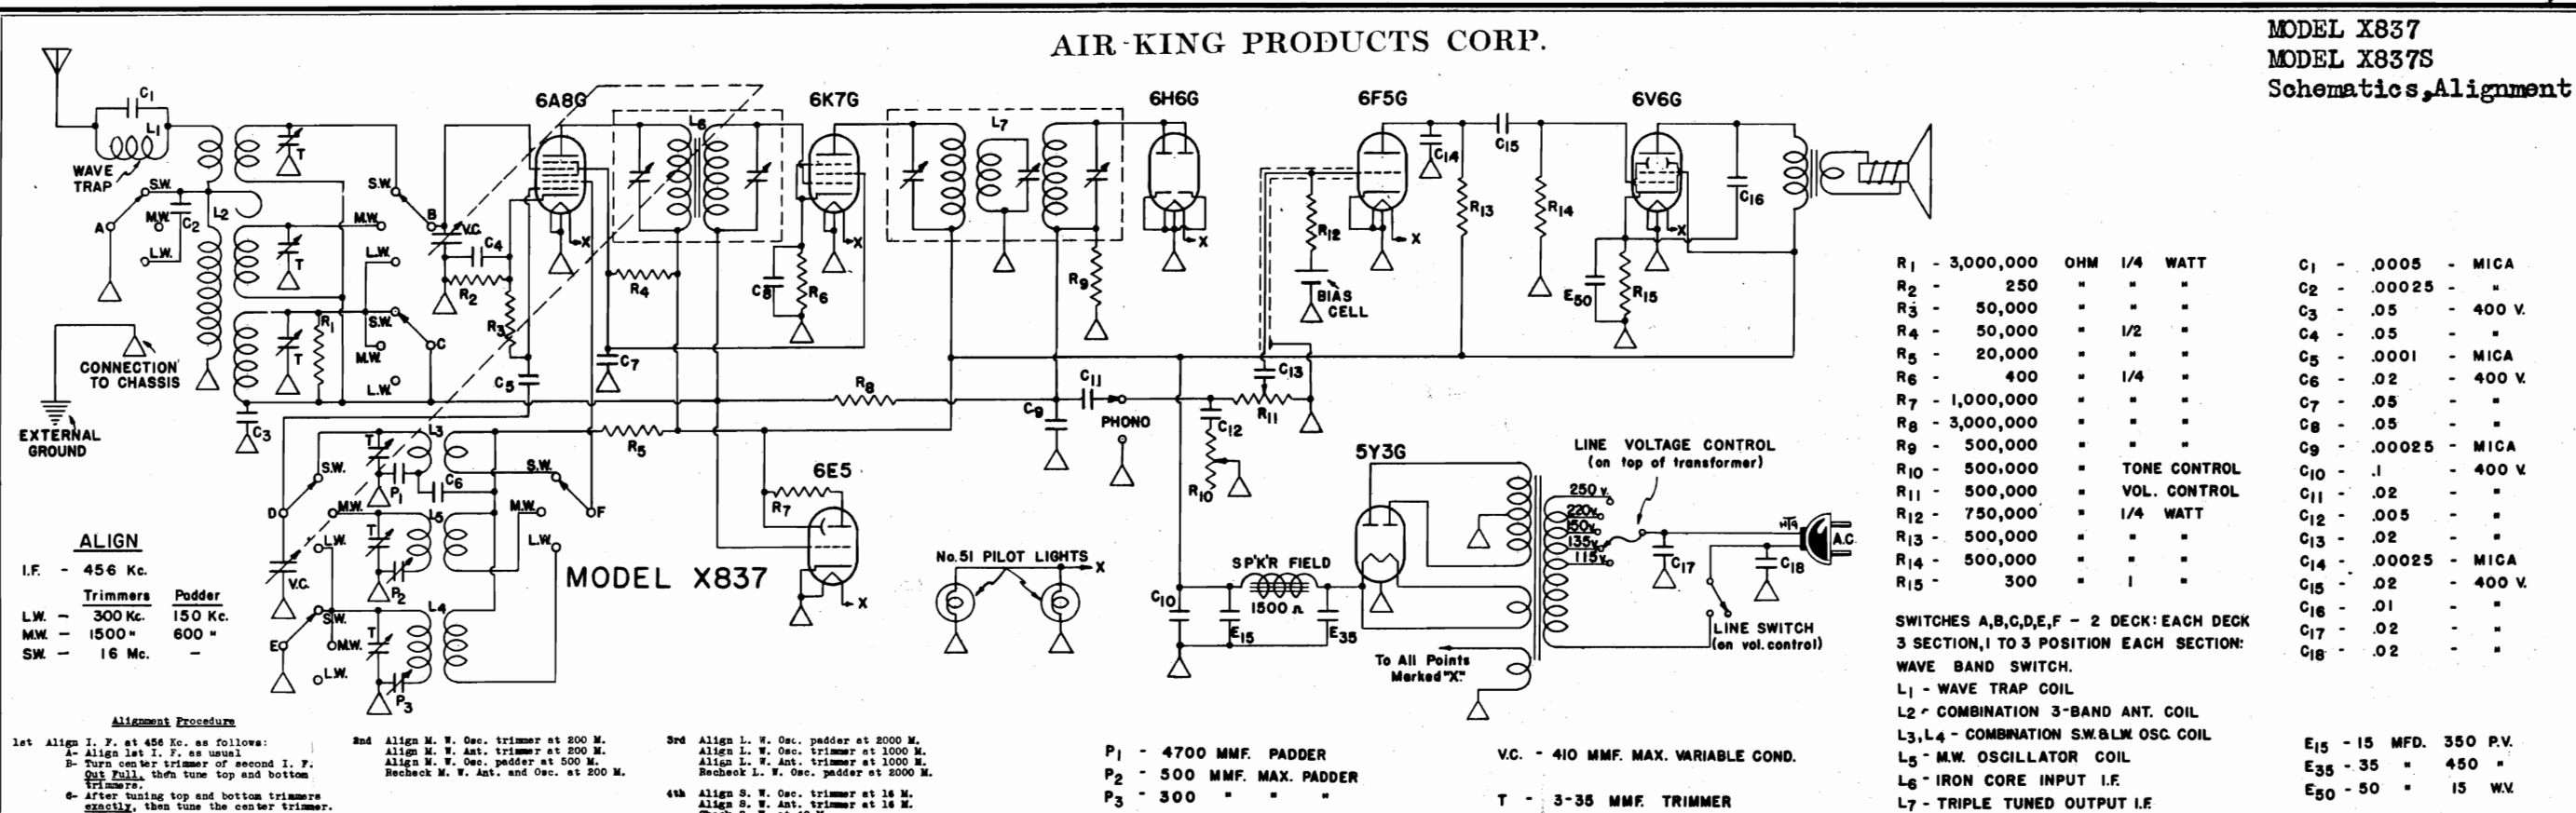 AIR-KING PRODUCTS CORP.
MODEL X837
MODEL X837S
Schematics,Alignment
C1
L1
WAVE
TRAP
S.W.
M.W.
L.W.
A
C2
L2
T
T
T
CONNECTION
TO CHASSIS
EXTERNAL
GROUND
C3
R1
S.W.
M.W.
L.W.
B
S.W.
M.W.
L.W.
C
V.C.
C4
R2
R3
C5
6A8G
X
L6
R4
C7
6K7G
X
C8
R6
L7
R9
6H6G
X
6F5G
X
R12
BIAS
CELL
C14
R13
C15
R14
6V6G
X
E50
R15
C16
R8
C9
C11
PHONO
C12
R10
C13
R11
R5
L3
T
P1
C6
S.W.
D
M.W.
L.W.
V.C.
L5
T
P2
S.W.
M.W.
L.W.
F
L4
T
P3
E
S.W.
M.W.
L.W.
6E5
R7
X
MODEL X837
No.51 PILOT LIGHTS
X
5Y3G
C10
SP'K'R FIELD
1500 Ω
E15
E35
To All Points
Marked "X"
LINE VOLTAGE CONTROL
(on top of transformer)
250 v.
220v.
150v.
135v.
115v.
C17
C18
A.C.
LINE SWITCH
(on vol. control)
ALIGN
I.F. - 456 Kc.
Trimmers Padder
L.W. - 300 Kc. 150 Kc.
M.W. - 1500 " 600 "
SW. - 16 Mc. -
R1 - 3,000,000 OHM 1/4 WATT
R2 - 250 " " "
R3 - 50,000 " " "
R4 - 50,000 " 1/2 "
R5 - 20,000 " " "
R6 - 400 " 1/4 "
R7 - 1,000,000 " " "
R8 - 3,000,000 " " "
R9 - 500,000 " " "
R10 - 500,000 " TONE CONTROL
R11 - 500,000 " VOL. CONTROL
R12 - 750,000 " 1/4 WATT
R13 - 500,000 " " "
R14 - 500,000 " " "
R15 - 300 " 1 "
C1 - .0005 - MICA
C2 - .00025 - "
C3 - .05 - 400 V.
C4 - .05 - "
C5 - .0001 - MICA
C6 - .02 - 400 V.
C7 - .05 - "
C8 - .05 - "
C9 - .00025 - MICA
C10 - .1 - 400 V.
C11 - .02 - "
C12 - .005 - "
C13 - .02 - "
C14 - .00025 - MICA
C15 - .02 - 400 V.
C16 - .01 - "
C17 - .02 - "
C18 - .02 - "
SWITCHES A,B,C,D,E,F - 2 DECK: EACH DECK
3 SECTION,1 TO 3 POSITION EACH SECTION:
WAVE BAND SWITCH.
L1 - WAVE TRAP COIL
L2 - COMBINATION 3-BAND ANT. COIL
L3,L4 - COMBINATION S.W.&L.W. OSC. COIL
L5 - M.W. OSCILLATOR COIL
L6 - IRON CORE INPUT I.F.
L7 - TRIPLE TUNED OUTPUT I.F.
E15 - 15 MFD. 350 P.V.
E35 - 35 " 450 "
E50 - 50 " 15 W.V.
Alignment Procedure
1st Align I. F. at 456 Kc. as follows:
A- Align 1st I. F. as usual
B- Turn center trimmer of second I. F.
Out Full, then tune top and bottom
trimmers.
C- After tuning top and bottom trimmers
exactly, then tune the center trimmer.
2nd Align M. W. Osc. trimmer at 200 M.
Align M. W. Ant. trimmer at 200 M.
Align M. W. Osc. padder at 500 M.
Recheck M. W. Ant. and Osc. at 200 M.
3rd Align L. W. Osc. padder at 2000 M.
Align L. W. Osc. trimmer at 1000 M.
Align L. W. Ant. trimmer at 1000 M.
Recheck L. W. Osc. padder at 2000 M.
4th Align S. W. Osc. trimmer at 16 M.
Align S. W. Ant. trimmer at 16 M.
P1 - 4700 MMF. PADDER
P2 - 500 MMF. MAX. PADDER
P3 - 300 " " "
V.C. - 410 MMF. MAX. VARIABLE COND.
T - 3-35 MMF. TRIMMER